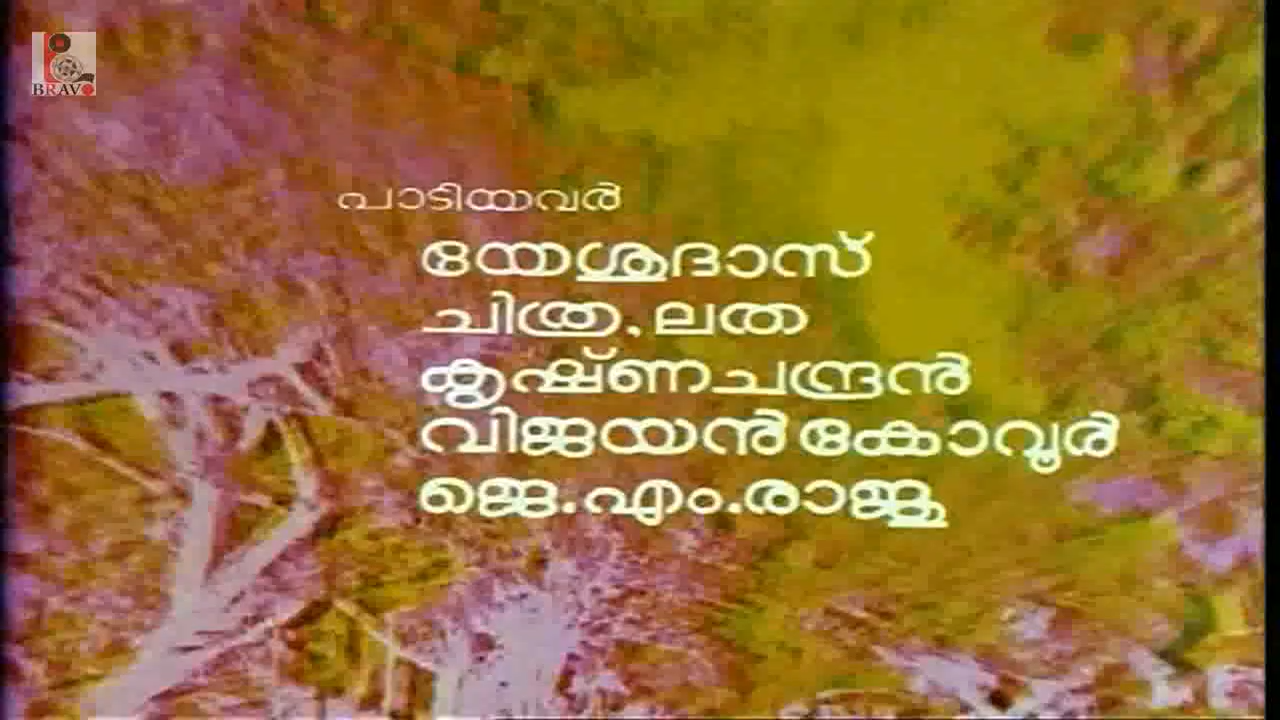 BRAVO
പാടിയവർ
യേശുദാസ്
ചിത്ര, ലത
കൃഷ്ണചന്ദ്രൻ
വിജയൻ കോവൂർ
ജെ.എം.രാജു